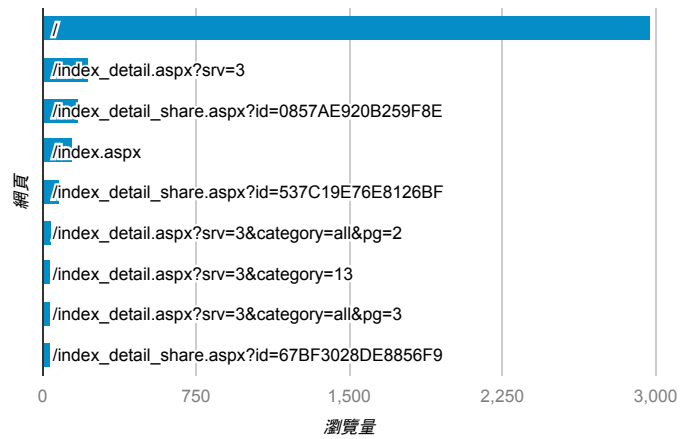 /
/index_detail.aspx?srv=3
/index_detail_share.aspx?id=0857AE920B259F8E
/index.aspx
/index_detail_share.aspx?id=537C19E76E8126BF
/index_detail.aspx?srv=3&category=all&pg=2
/index_detail.aspx?srv=3&category=13
/index_detail.aspx?srv=3&category=all&pg=3
/index_detail_share.aspx?id=67BF3028DE8856F9
網頁
0 750 1,500 2,250 3,000
瀏覽量